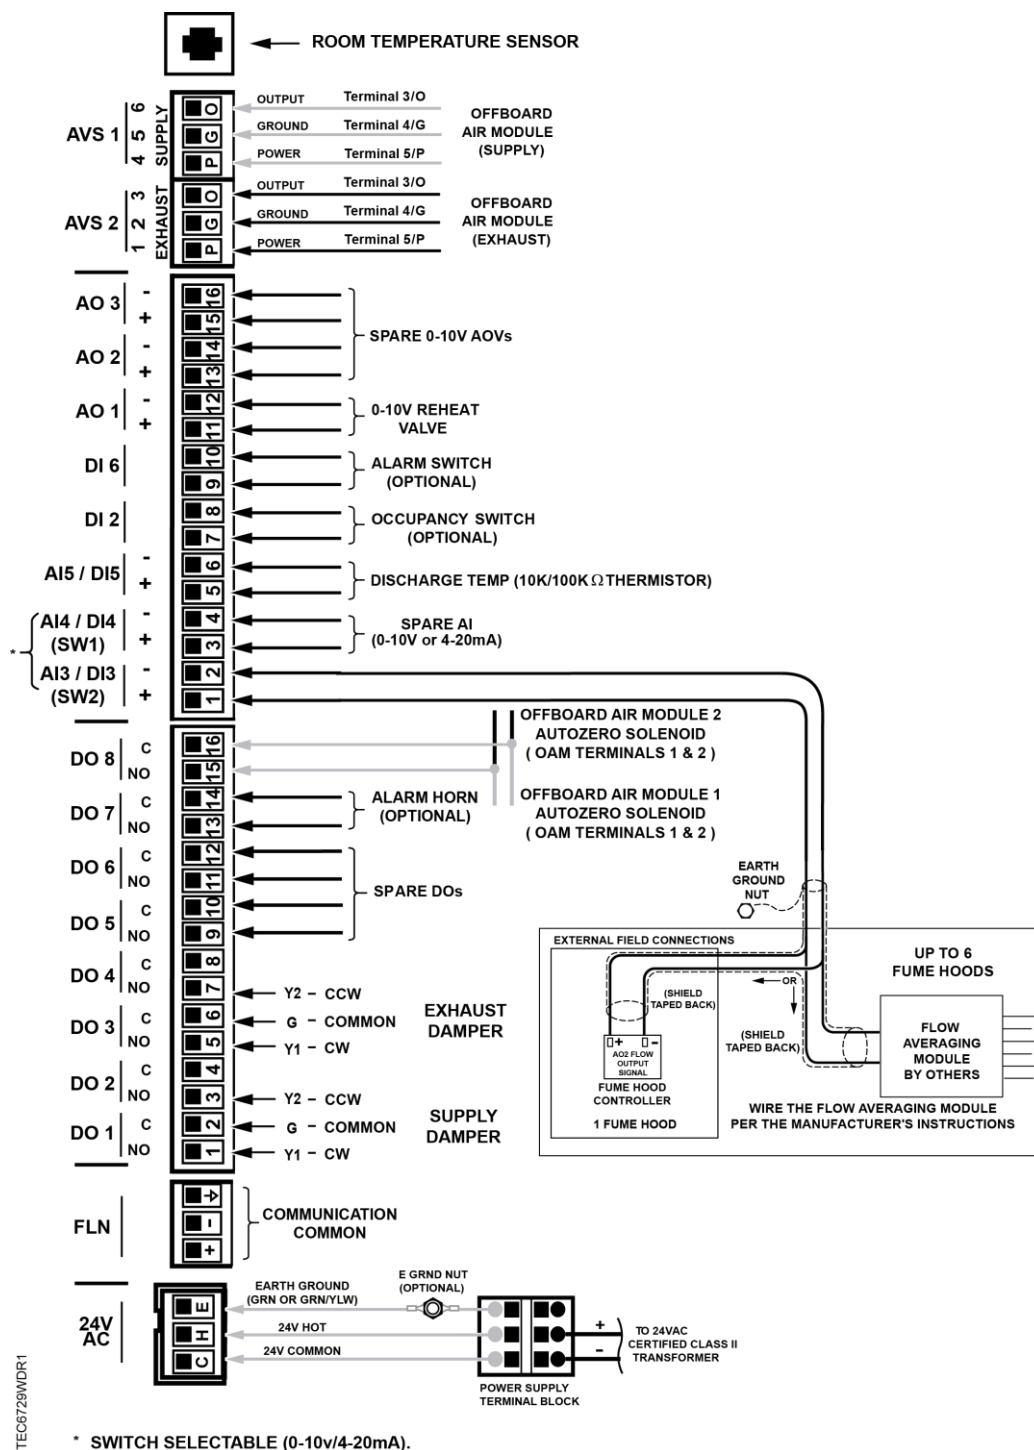 ROOM TEMPERATURE SENSOR
AVS 1
4 5 6
SUPPLY
O
G
P
OUTPUT Terminal 3/O
GROUND Terminal 4/G
POWER Terminal 5/P
OFFBOARD
AIR MODULE
(SUPPLY)
AVS 2
1 2 3
EXHAUST
O
G
P
OUTPUT Terminal 3/O
GROUND Terminal 4/G
POWER Terminal 5/P
OFFBOARD
AIR MODULE
(EXHAUST)
AO 3 - 16
+ 15
AO 2 - 14
+ 13
SPARE 0-10V AOVs
AO 1 - 12
+ 11
0-10V REHEAT
VALVE
DI 6 10
9
ALARM SWITCH
(OPTIONAL)
DI 2 8
7
OCCUPANCY SWITCH
(OPTIONAL)
AI5 / DI5 - 6
+ 5
DISCHARGE TEMP (10K/100K Ω THERMISTOR)
*
AI4 / DI4
(SW1)
- 4
+ 3
SPARE AI
(0-10V or 4-20mA)
AI3 / DI3
(SW2)
- 2
+ 1
DO 8 C 16
NO 15
OFFBOARD AIR MODULE 2
AUTOZERO SOLENOID
( OAM TERMINALS 1 & 2 )
OFFBOARD AIR MODULE 1
AUTOZERO SOLENOID
( OAM TERMINALS 1 & 2 )
DO 7 C 14
NO 13
ALARM HORN
(OPTIONAL)
DO 6 C 12
NO 11
DO 5 C 10
NO 9
SPARE DOs
DO 4 C 8
NO 7
Y2 - CCW
DO 3 C 6
NO 5
G - COMMON
Y1 - CW
EXHAUST
DAMPER
DO 2 C 4
NO 3
Y2 - CCW
DO 1 C 2
NO 1
G - COMMON
Y1 - CW
SUPPLY
DAMPER
EARTH
GROUND
NUT
EXTERNAL FIELD CONNECTIONS
(SHIELD
TAPED BACK)
+ -
AO2 FLOW
OUTPUT
SIGNAL
FUME HOOD
CONTROLLER
1 FUME HOOD
OR
(SHIELD
TAPED BACK)
UP TO 6
FUME HOODS
FLOW
AVERAGING
MODULE
BY OTHERS
WIRE THE FLOW AVERAGING MODULE
PER THE MANUFACTURER'S INSTRUCTIONS
FLN
-
+
COMMUNICATION
COMMON
24V
AC
E
H
C
EARTH GROUND
(GRN OR GRN/YLW)
24V HOT
24V COMMON
E GRND NUT
(OPTIONAL)
POWER SUPPLY
TERMINAL BLOCK
+
-
TO 24VAC
CERTIFIED CLASS II
TRANSFORMER
TEC6729WDR1
* SWITCH SELECTABLE (0-10v/4-20mA).